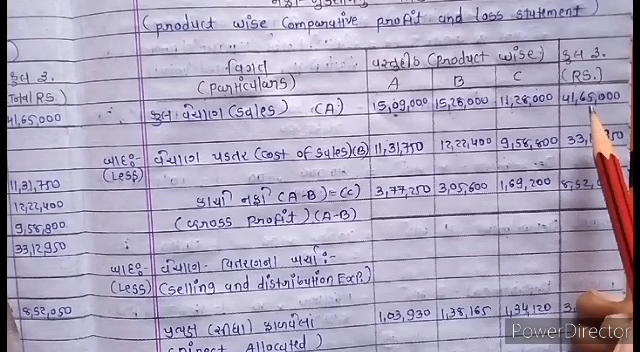 (product wise comparative profit and loss statement)
કુલ રૂ.
Total RS.)
41,65,000
11,31,750
12,22,400
9,58,800
33,12,950
8,52,050
વિગત
(particulars)
(product wise)
કુલ રૂ.
A B C (RS.)
કુલ વેચાણ (sales) (A) 15,09,000 15,28,000 11,28,000 41,65,000
બાદ:- વેચાણ પડતર (cost of sales)(B) 11,31,750 12,22,400 9,58,800
(Less)
કાચો નફો (A-B)=(C) 3,77,250 3,05,600 1,69,200
(Gross Profit) (A-B)
બાદ:- વેચાણ-વિતરણના ખર્ચા:-
(Less) (selling and distribution Exp.)
પ્રત્યક્ષ (સીધા) ફાળવેલા 1,03,930 1,38,165 1,34,120
(Direct Allocated)
PowerDirector